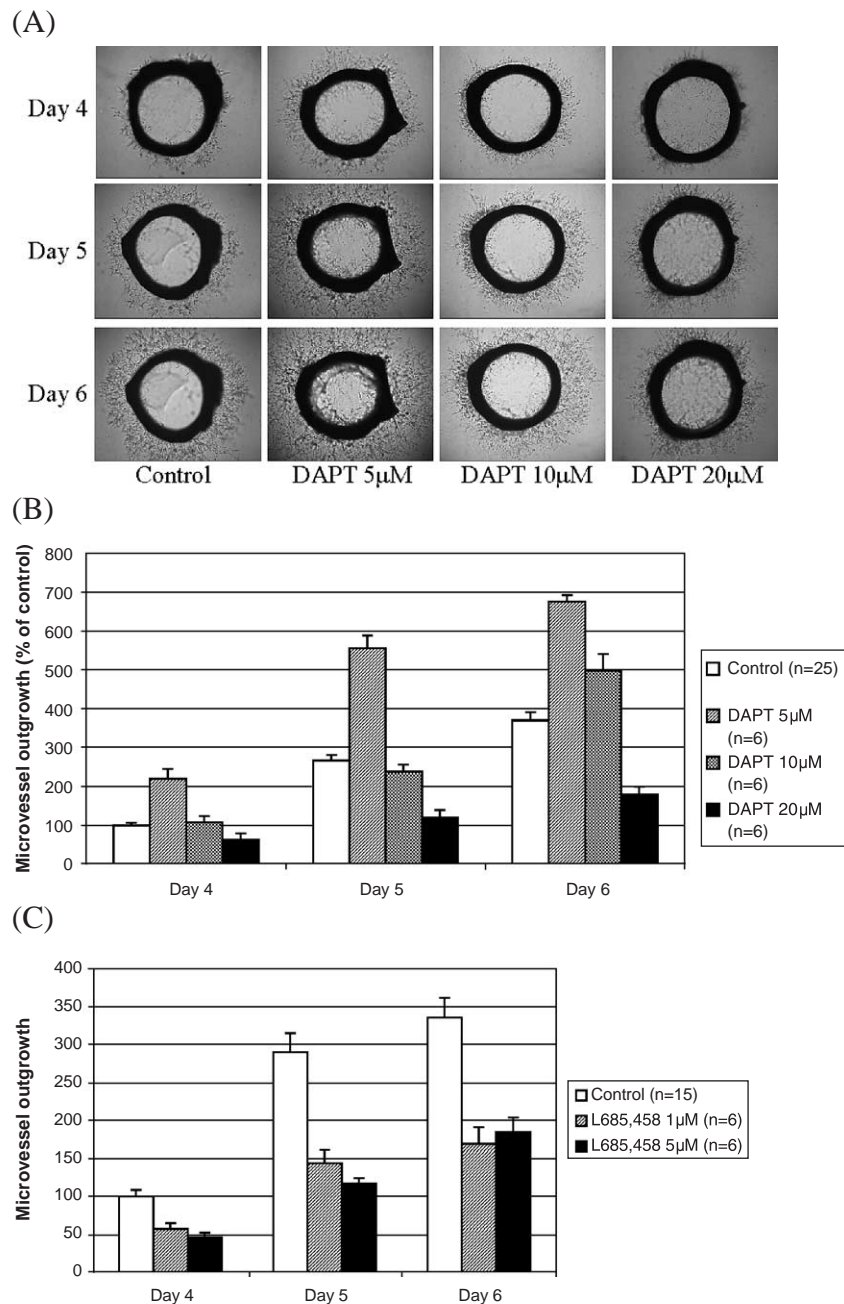 (A)
Day 4
Day 5
Day 6
Control DAPT 5µM DAPT 10µM DAPT 20µM
(B)
Microvessel outgrowth (% of control)
800
700
600
500
400
300
200
100
0
Day 4 Day 5 Day 6
Control (n=25)
DAPT 5µM
(n=6)
DAPT 10µM
(n=6)
DAPT 20µM
(n=6)
(C)
Microvessel outgrowth
400
350
300
250
200
150
100
50
0
Day 4 Day 5 Day 6
Control (n=15)
L685,458 1µM (n=6)
L685,458 5µM (n=6)